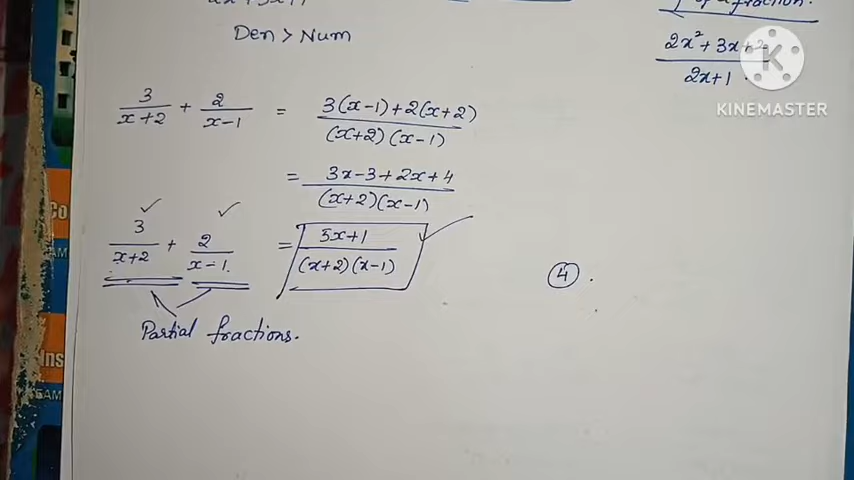 Den > Num
2x² + 3x + 2 / 2x + 1
K
KINEMASTER
3/(x+2) + 2/(x-1) = 3(x-1)+2(x+2) / (x+2)(x-1)
= 3x-3+2x+4 / (x+2)(x-1)
3/(x+2) + 2/(x-1) = 5x+1 / (x+2)(x-1)
4 .
Partial fractions.